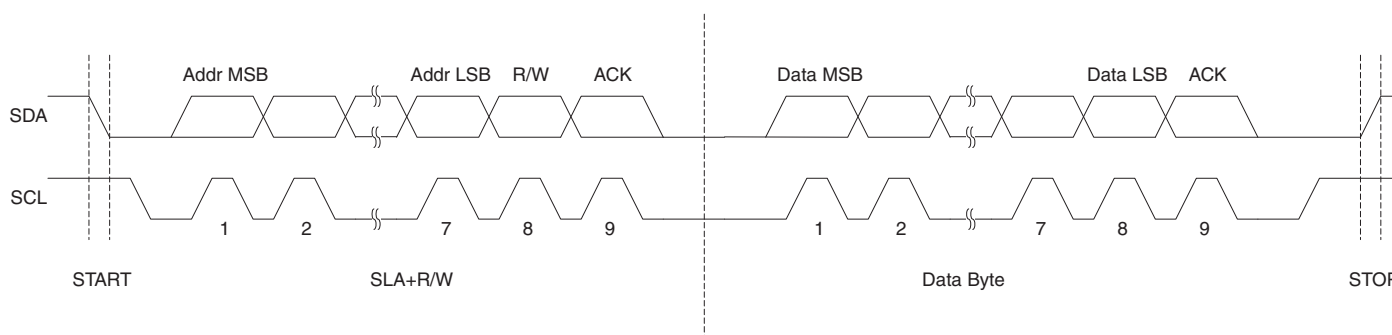 Addr MSB Addr LSB R/W ACK Data MSB Data LSB ACK
SDA
SCL
1 2 7 8 9 1 2 7 8 9
START SLA+R/W Data Byte STOP